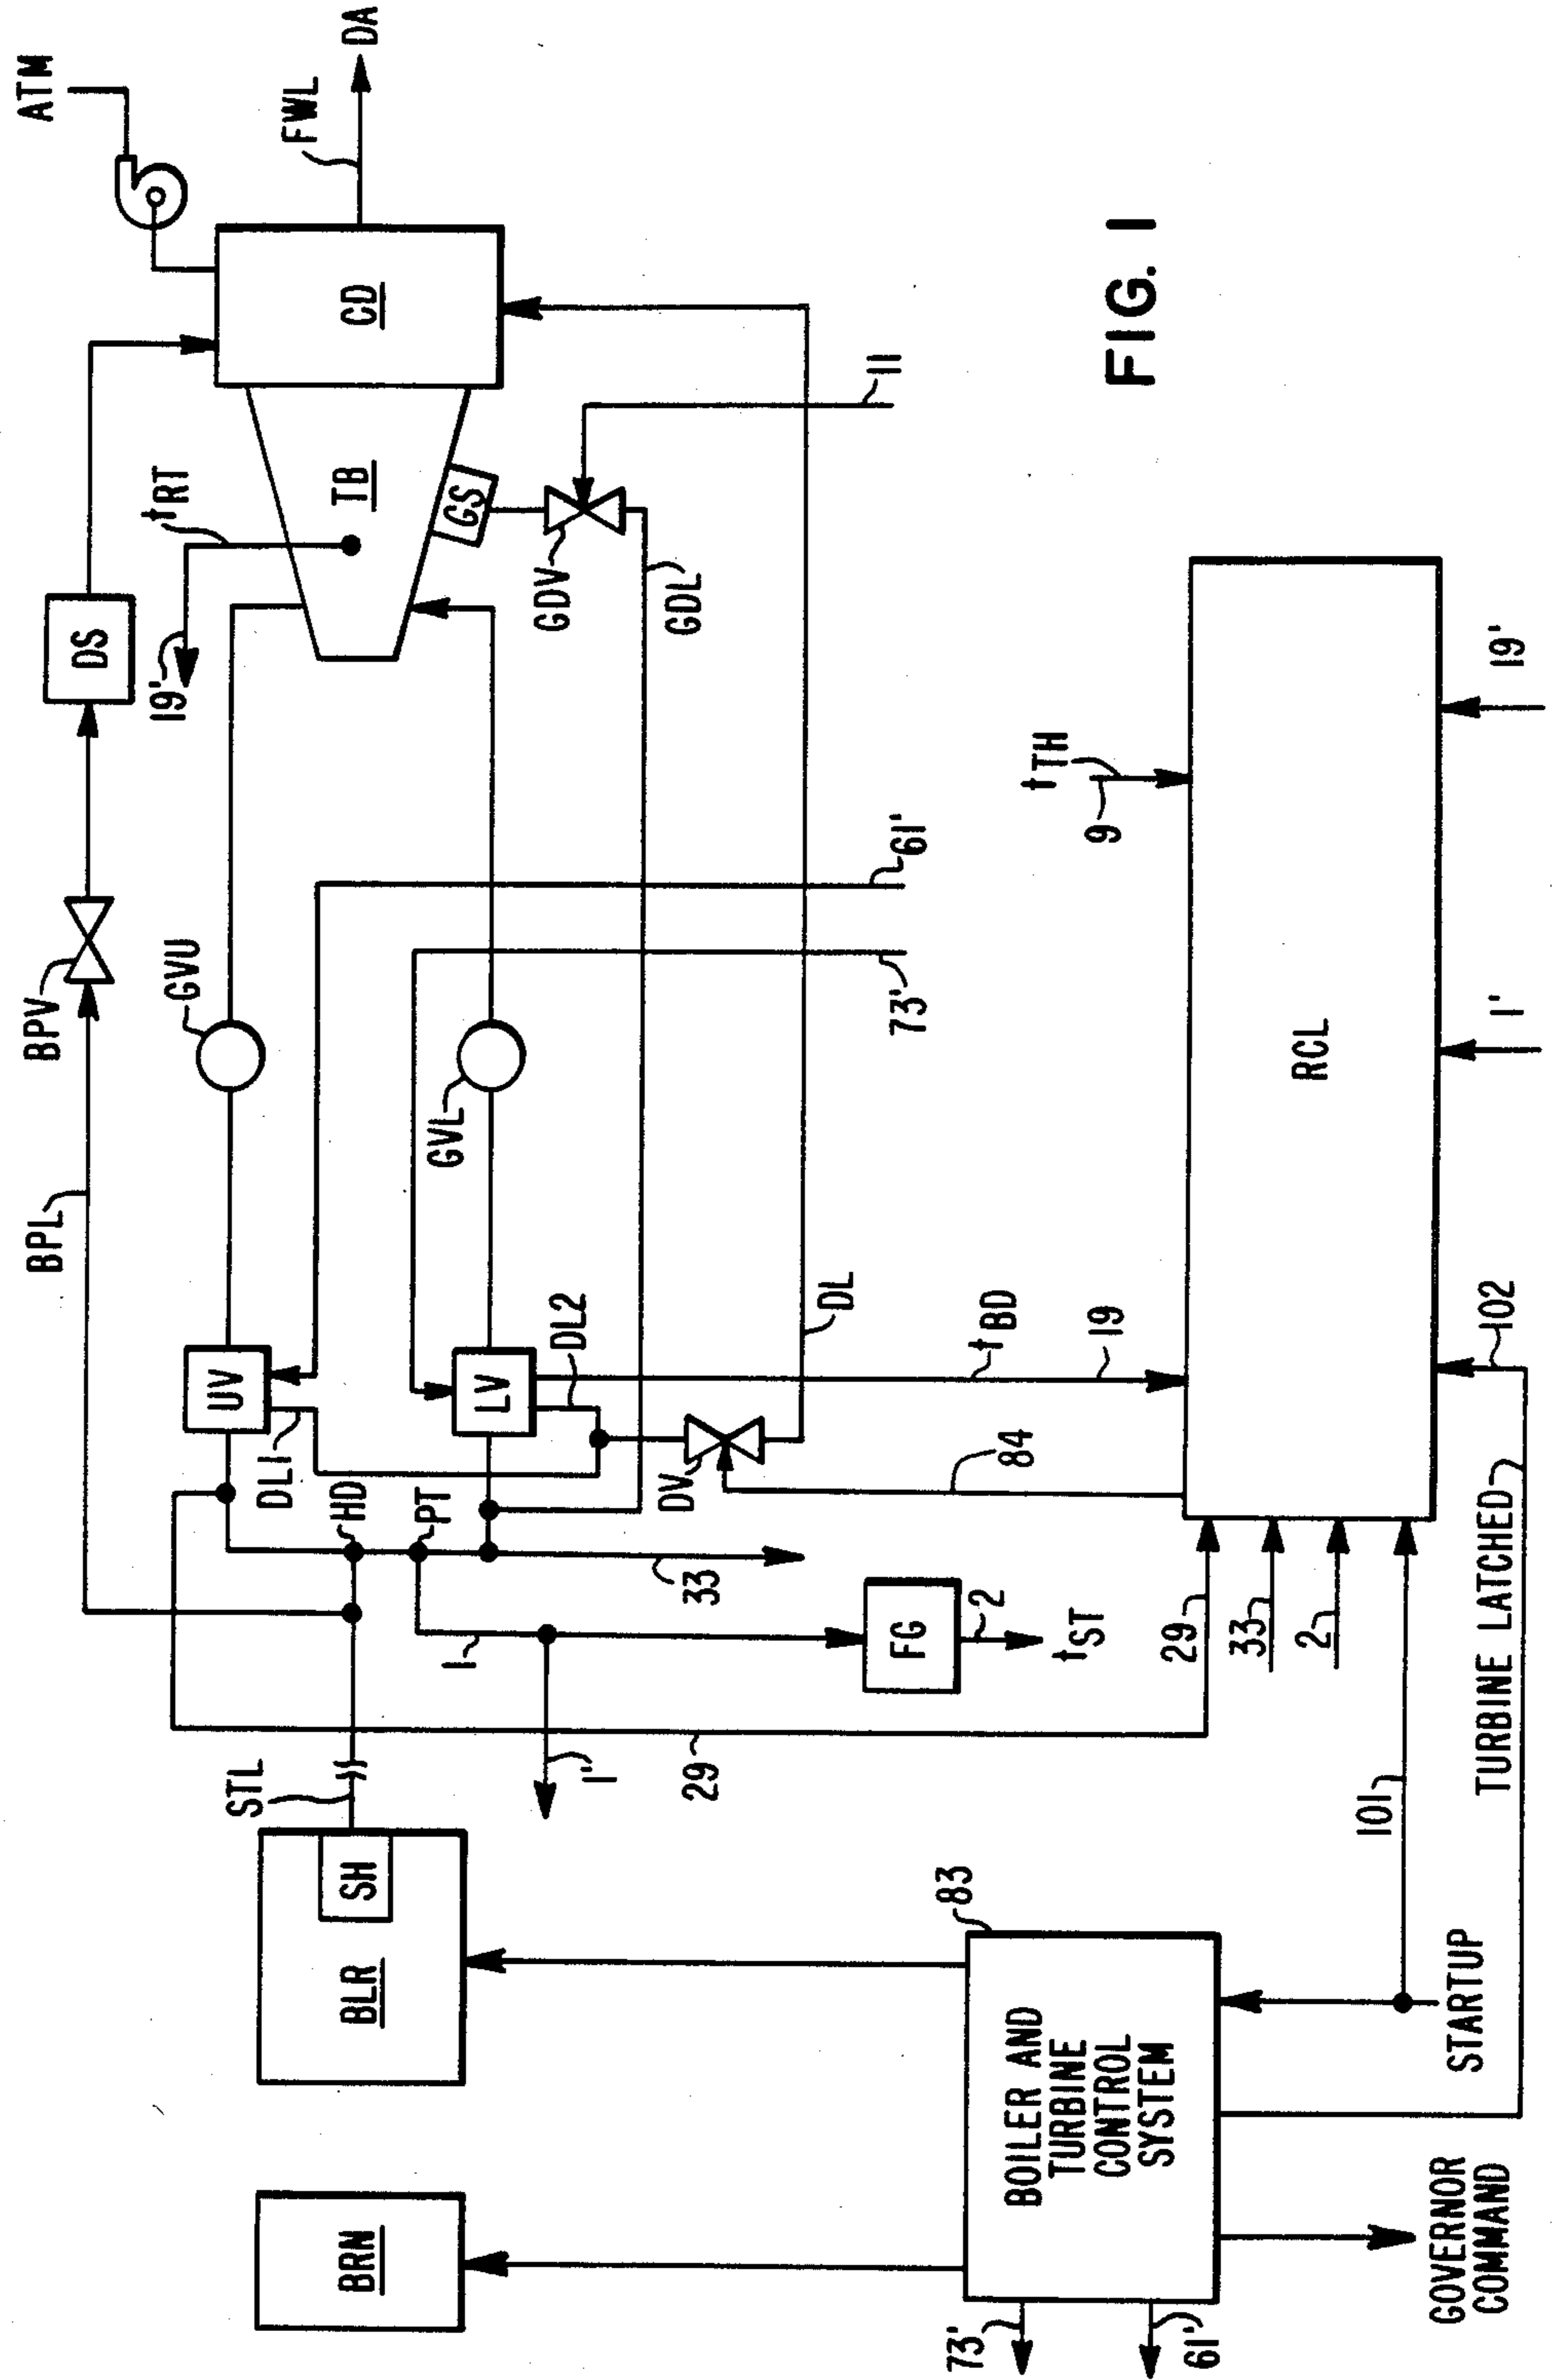 ATM
BPL
BPV
DS
DA
FWL
GVU
19'
tRT
UV
CD
STL
HD
DL1
TB
SH
BLR
BRN
PT
GVL
GS
LV
1
DL2
GDV
11
1'
FG
33
2
tST
DV
DL
GDL
73'
61'
29
84
tBD
19
9
tTH
FIG. 1
83
BOILER AND
TURBINE
CONTROL
SYSTEM
73'
61'
29
33
2
RCL
101
STARTUP
TURBINE LATCHED
102
1'
19'
GOVERNOR
COMMAND